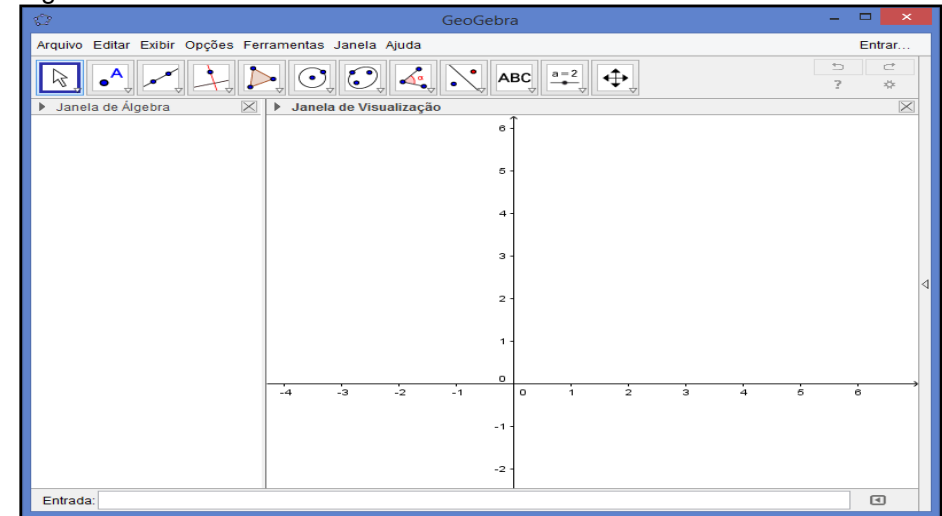 GeoGebra
Arquivo Editar Exibir Opções Ferramentas Janela Ajuda Entrar...
A α ABC a=2 ?
Janela de Álgebra Janela de Visualização
6
5
4
3
2
1
0
-4 -3 -2 -1 0 1 2 3 4 5 6
-1
-2
Entrada: